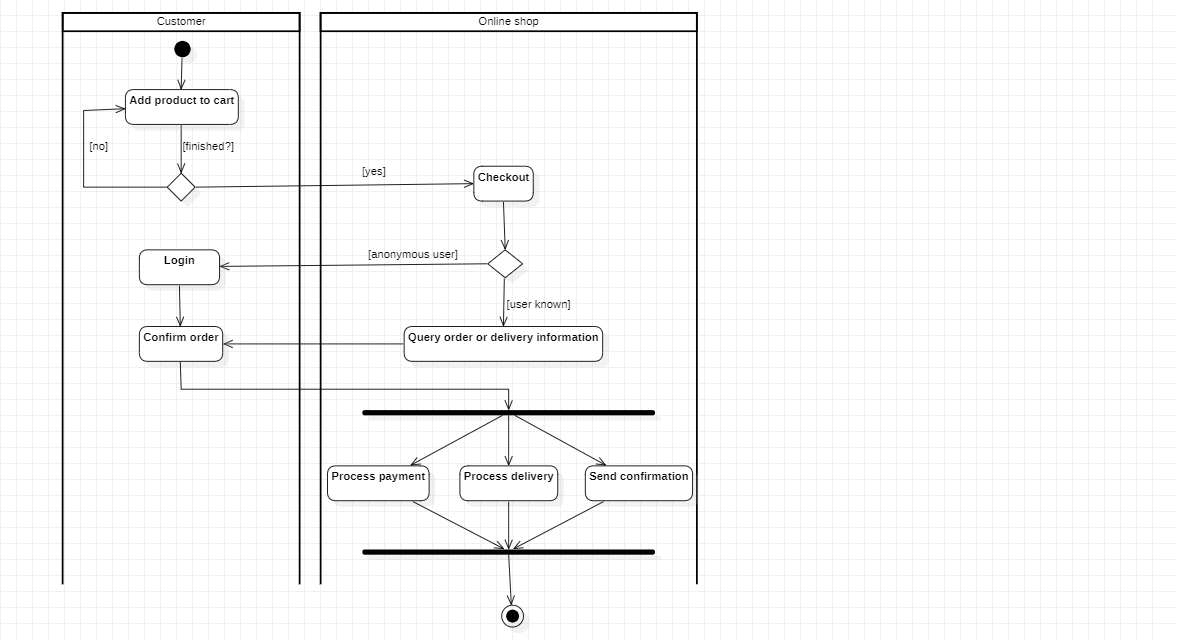 Customer
Online shop
Add product to cart
[no]
[finished?]
[yes]
Checkout
[anonymous user]
Login
[user known]
Confirm order
Query order or delivery information
Process payment
Process delivery
Send confirmation